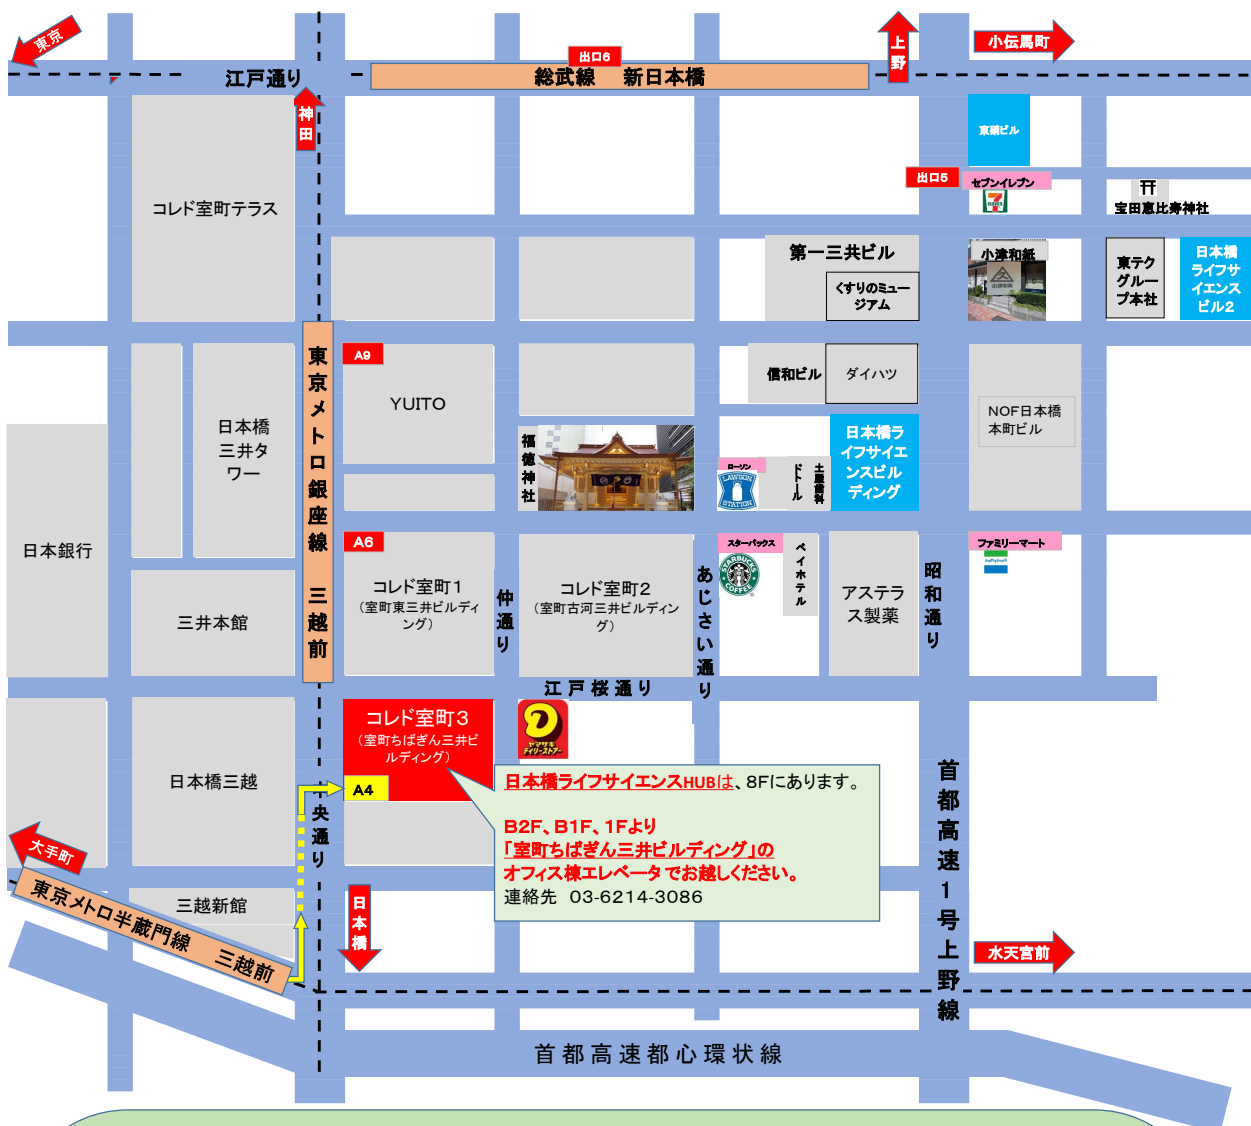 東京
上野
小伝馬町
出口6
江戸通り
総武線 新日本橋
神田
東硝ビル
出口5
セブンイレブン
コレド室町テラス
宝田恵比寿神社
第一三共ビル
くすりのミュー
ジアム
小津和紙
東テク
グルー
プ本社
日本橋
ライフサ
イエンス
ビル2
東京メトロ銀座線 三越前
A9
YUITO
信和ビル
ダイハツ
NOF日本橋
本町ビル
日本橋
三井タ
ワー
福徳神社
ローソン
LAWSON
STATION
ドトール
土屋歯科
日本橋ラ
イフサイエ
ンスビル
ディング
日本銀行
A6
コレド室町1
(室町東三井ビルディ
ング)
仲通り
コレド室町2
(室町古河三井ビルディン
グ)
あじさい通り
スターバックス
STARBUCKS
COFFEE
ベイホテル
アステラ
ス製薬
昭和通り
ファミリーマート
三井本館
江戸桜通り
コレド室町3
(室町ちばぎん三井ビ
ルディング)
A4
ヤマザキ
デイリーストアー
日本橋三越
中央通り
日本橋ライフサイエンスHUBは、8Fにあります。
B2F、B1F、1Fより
「室町ちばぎん三井ビルディング」の
オフィス棟エレベータでお越しください。
連絡先 03-6214-3086
首都高速1号上野線
大手町
東京メトロ半蔵門線 三越前
三越新館
日本橋
水天宮前
首都高速都心環状線